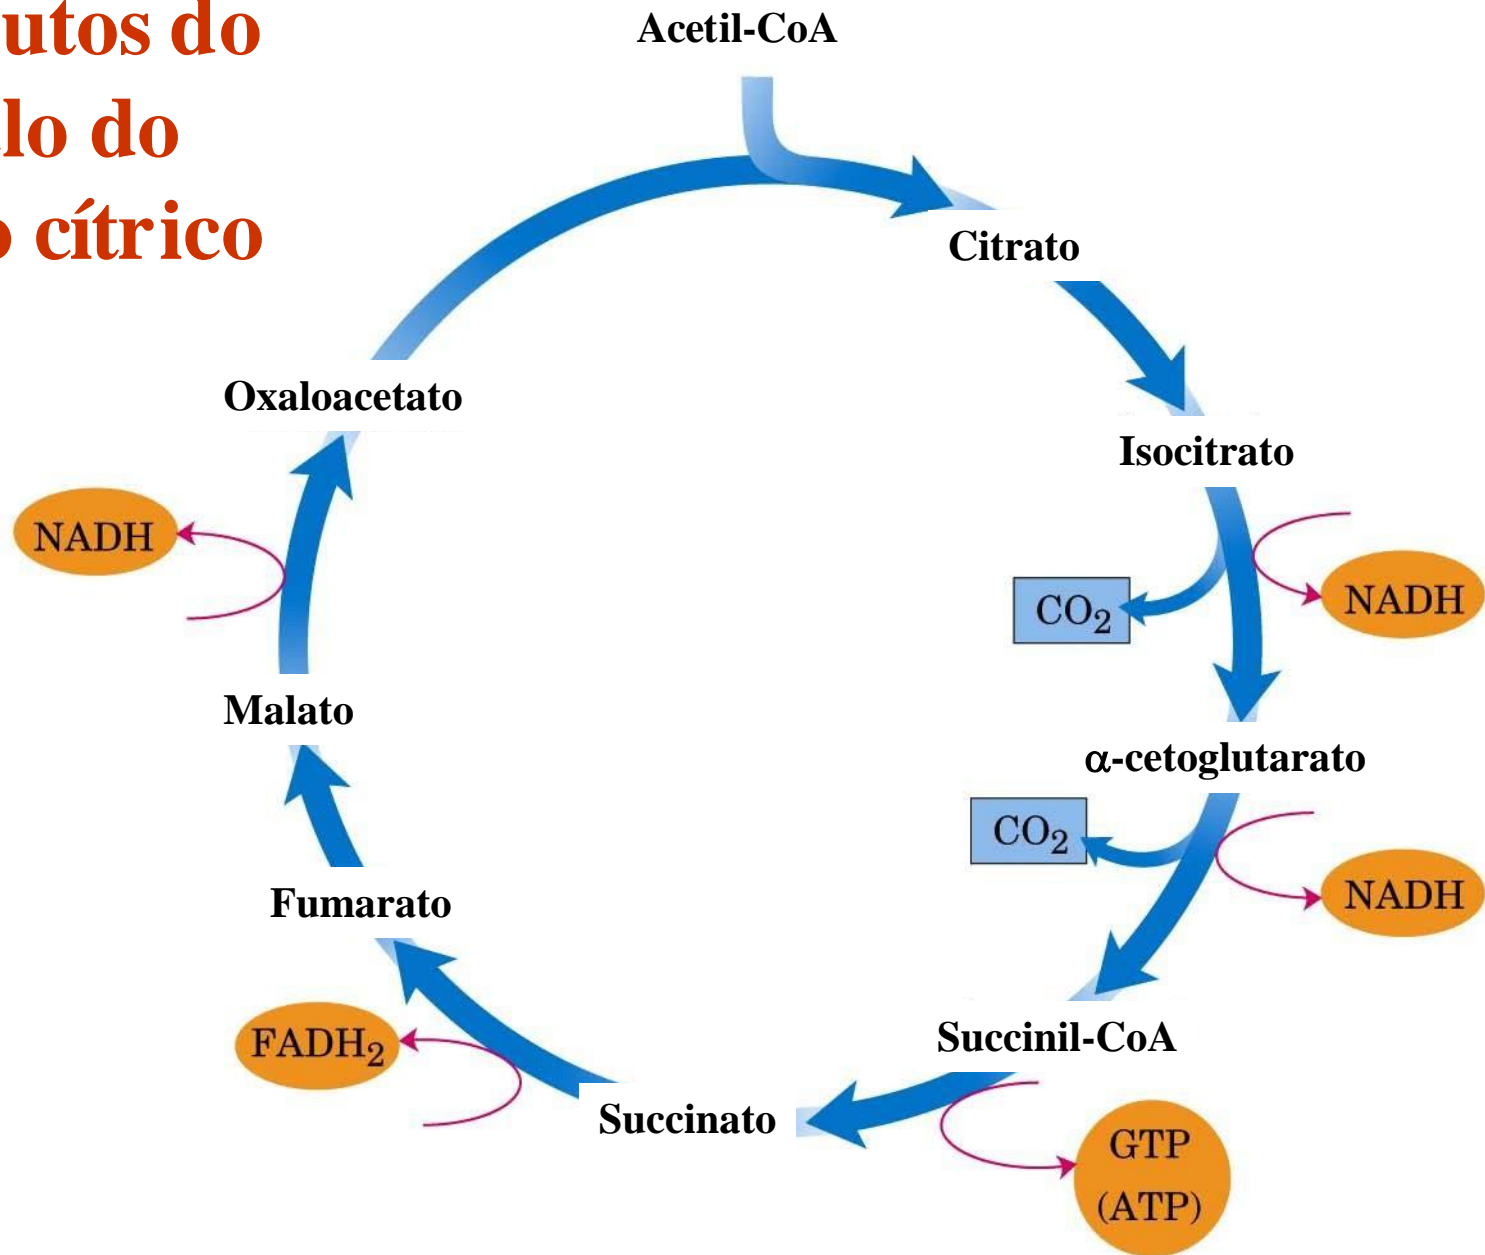 utos do
lo do
cítrico
Acetil-CoA
Citrato
Isocitrato
NADH
CO₂
α-cetoglutarato
NADH
CO₂
Succinil-CoA
GTP
(ATP)
Succinato
FADH₂
Fumarato
Malato
NADH
Oxaloacetato